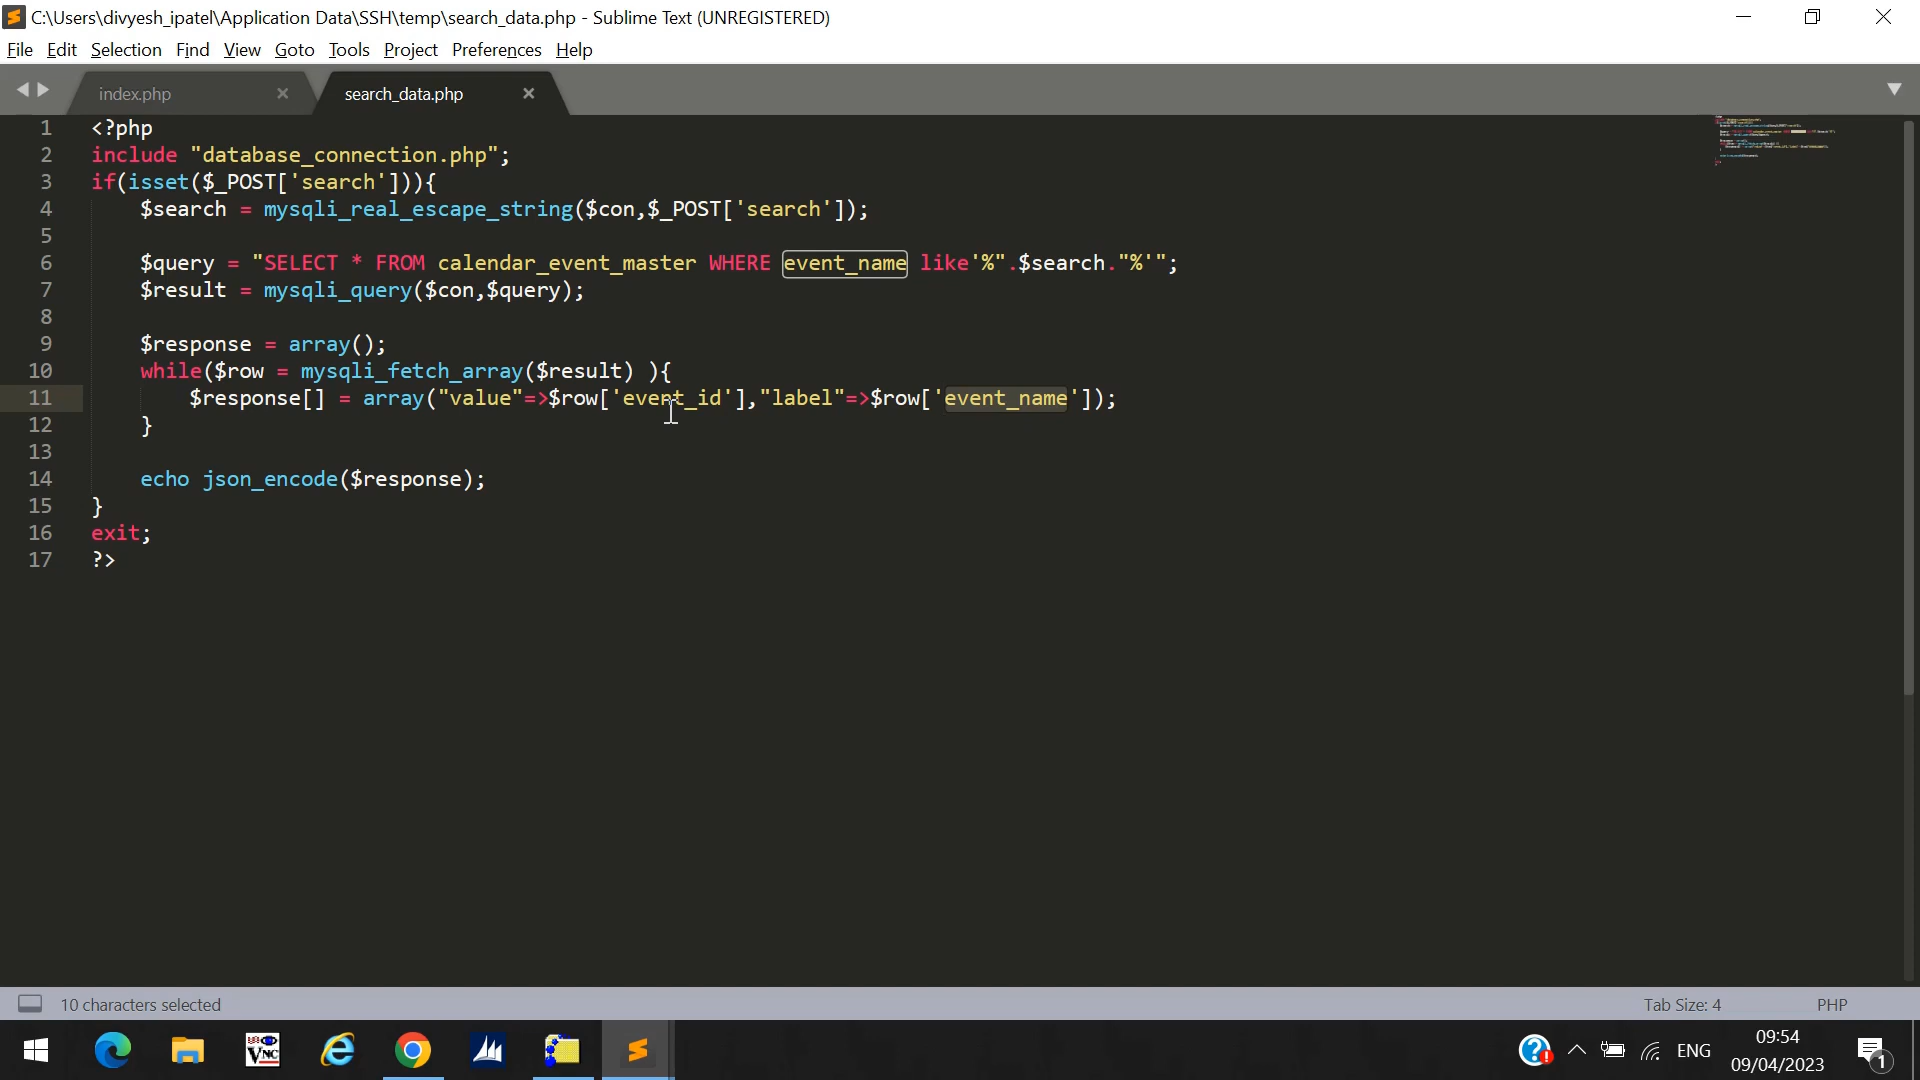 C:\Users\divyesh_ipatel\Application Data\SSH\temp\search_data.php - Sublime Text (UNREGISTERED)
File Edit Selection Find View Goto Tools Project Preferences Help
index.php × search_data.php ×
1 <?php
2 include "database_connection.php";
3 if(isset($_POST['search'])){
4 $search = mysqli_real_escape_string($con,$_POST['search']);
5
6 $query = "SELECT * FROM calendar_event_master WHERE event_name like'%".$search."%'";
7 $result = mysqli_query($con,$query);
8
9 $response = array();
10 while($row = mysqli_fetch_array($result) ){
11 $response[] = array("value"=>$row['event_id'],"label"=>$row['event_name']);
12 }
13
14 echo json_encode($response);
15 }
16 exit;
17 ?>
10 characters selected Tab Size: 4 PHP
VNC ENG 09:54
09/04/2023 1